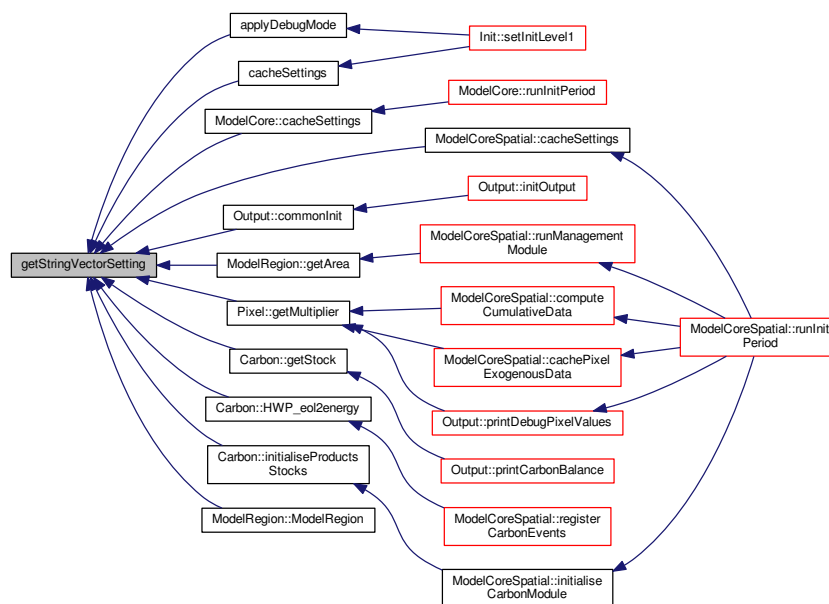 applyDebugMode
Init::setInitLevel1
cacheSettings
ModelCore::runInitPeriod
ModelCore::cacheSettings
ModelCoreSpatial::cacheSettings
Output::initOutput
Output::commonInit
ModelCoreSpatial::runManagement
Module
getStringVectorSetting
ModelRegion::getArea
ModelCoreSpatial::compute
CumulativeData
Pixel::getMultiplier
ModelCoreSpatial::runInit
Period
Carbon::getStock
ModelCoreSpatial::cachePixel
ExogenousData
Carbon::HWP_eol2energy
Output::printDebugPixelValues
Carbon::initialiseProducts
Stocks
Output::printCarbonBalance
ModelRegion::ModelRegion
ModelCoreSpatial::register
CarbonEvents
ModelCoreSpatial::initialise
CarbonModule